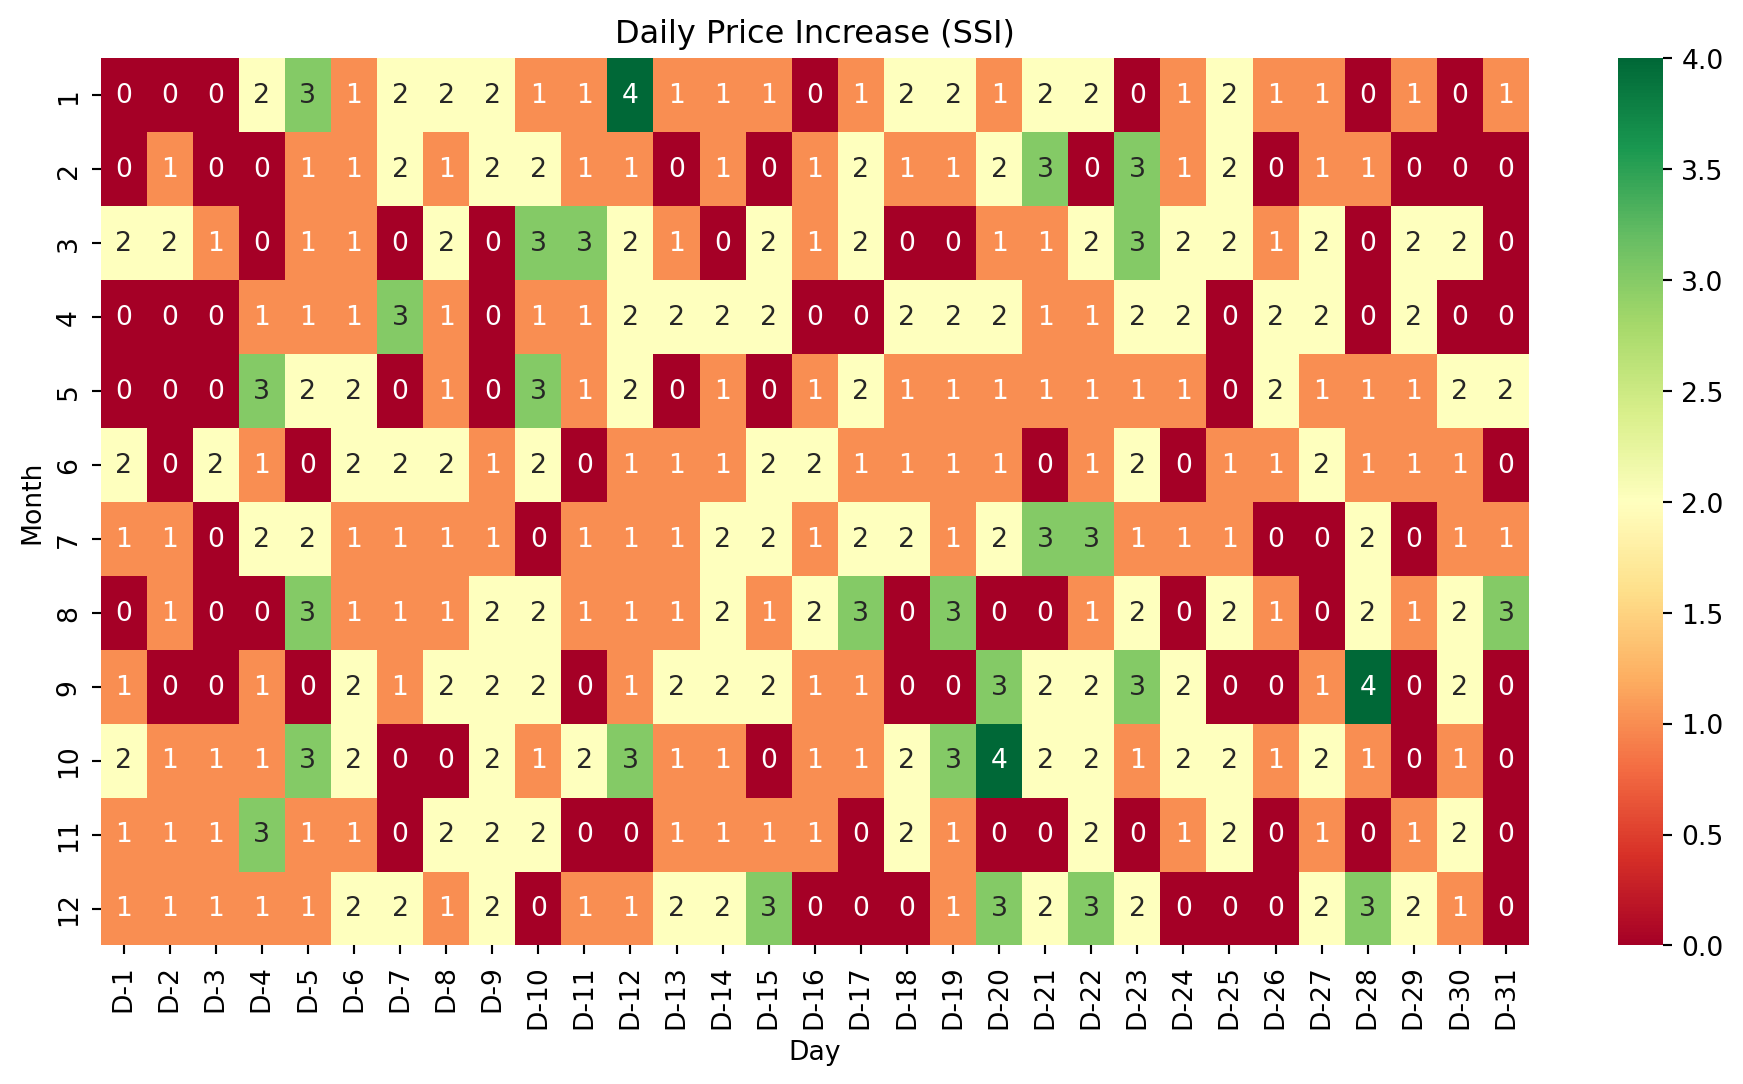 Daily Price Increase (SSI)
1 0 0 0 2 3 1 2 2 2 1 1 4 1 1 1 0 1 2 2 1 2 2 0 1 2 1 1 0 1 0 1
2 0 1 0 0 1 1 2 1 2 2 1 1 0 1 0 1 2 1 1 2 3 0 3 1 2 0 1 1 0 0 0
3 2 2 1 0 1 1 0 2 0 3 3 2 1 0 2 1 2 0 0 1 1 2 3 2 2 1 2 0 2 2 0
4 0 0 0 1 1 1 3 1 0 1 1 2 2 2 2 0 0 2 2 2 1 1 2 2 0 2 2 0 2 0 0
5 0 0 0 3 2 2 0 1 0 3 1 2 0 1 0 1 2 1 1 1 1 1 1 1 0 2 1 1 1 2 2
6 2 0 2 1 0 2 2 2 1 2 0 1 1 1 2 2 1 1 1 1 0 1 2 0 1 1 2 1 1 1 0
7 1 1 0 2 2 1 1 1 1 0 1 1 1 2 2 1 2 2 1 2 3 3 1 1 1 0 0 2 0 1 1
8 0 1 0 0 3 1 1 1 2 2 1 1 1 2 1 2 3 0 3 0 0 1 2 0 2 1 0 2 1 2 3
9 1 0 0 1 0 2 1 2 2 2 0 1 2 2 2 1 1 0 0 3 2 2 3 2 0 0 1 4 0 2 0
10 2 1 1 1 3 2 0 0 2 1 2 3 1 1 0 1 1 2 3 4 2 2 1 2 2 1 2 1 0 1 0
11 1 1 1 3 1 1 0 2 2 2 0 0 1 1 1 1 0 2 1 0 0 2 0 1 2 0 1 0 1 2 0
12 1 1 1 1 1 2 2 1 2 0 1 1 2 2 3 0 0 0 1 3 2 3 2 0 0 0 2 3 2 1 0
Month
D-1 D-2 D-3 D-4 D-5 D-6 D-7 D-8 D-9 D-10 D-11 D-12 D-13 D-14 D-15 D-16 D-17 D-18 D-19 D-20 D-21 D-22 D-23 D-24 D-25 D-26 D-27 D-28 D-29 D-30 D-31
Day
4.0
3.5
3.0
2.5
2.0
1.5
1.0
0.5
0.0